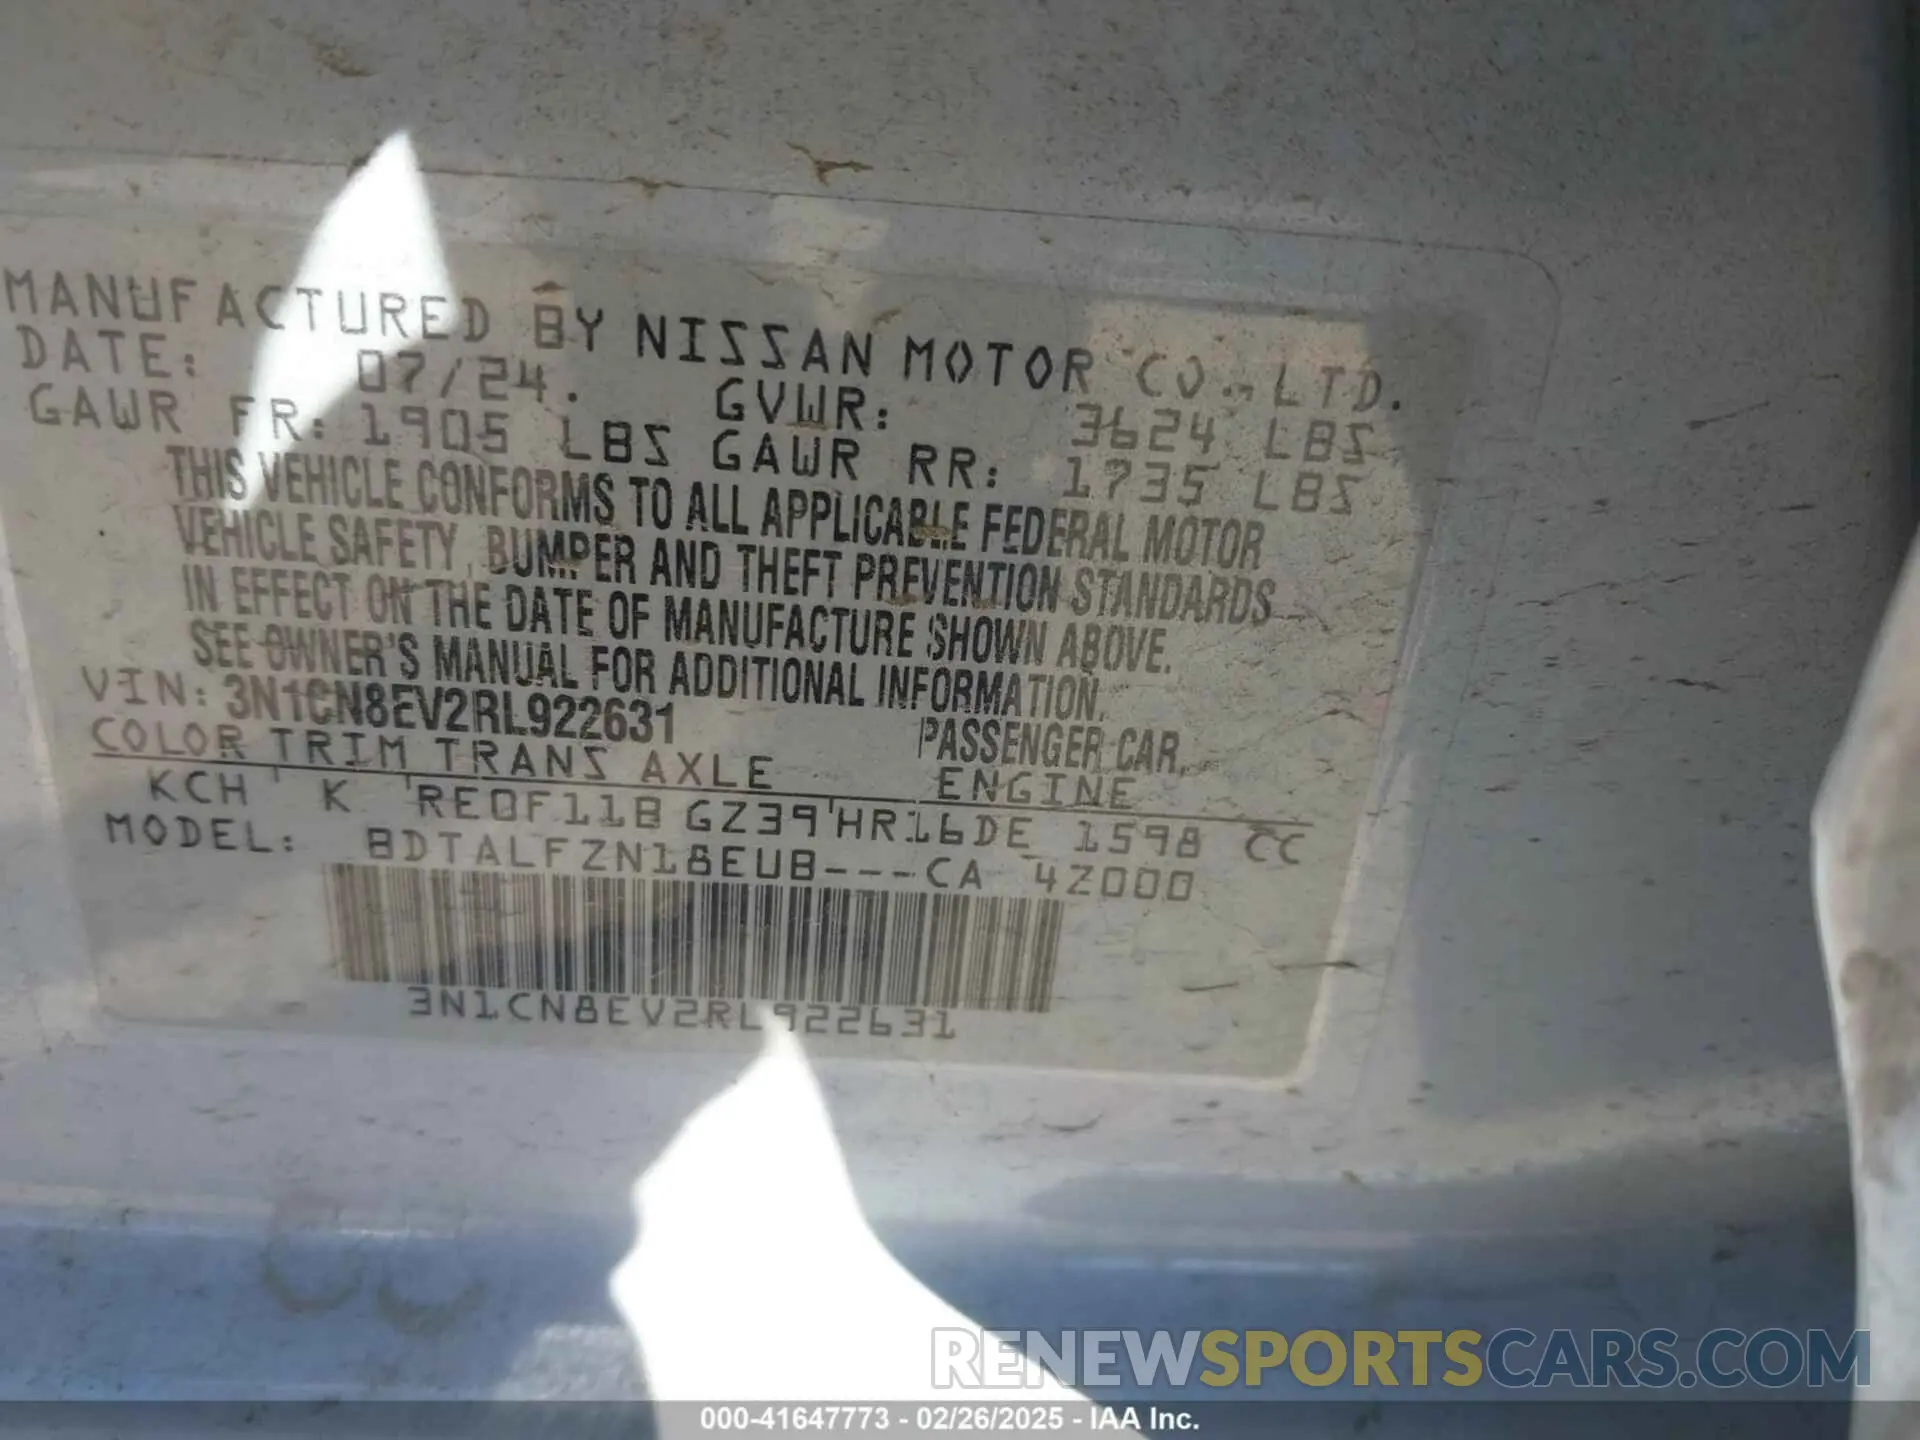 MANUFACTURED BY NISSAN MOTOR CO., LTD.
DATE: 07/24. GVWR: 3624 LBS
GAWR FR: 1905 LBS GAWR RR: 1735 LBS
THIS VEHICLE CONFORMS TO ALL APPLICABLE FEDERAL MOTOR
VEHICLE SAFETY, BUMPER AND THEFT PREVENTION STANDARDS
IN EFFECT ON THE DATE OF MANUFACTURE SHOWN ABOVE.
SEE OWNER'S MANUAL FOR ADDITIONAL INFORMATION.
VIN: 3N1CN8EV2RL922631 PASSENGER CAR.
COLOR TRIM TRANS AXLE ENGINE
KCH K RE0F11B GZ39 HR16DE 1598 CC
MODEL: BDTALFZN18EUB---CA 4Z000
3N1CN8EV2RL922631
RENEWSPORTSCARS.COM
000-41647773 - 02/26/2025 - IAA Inc.